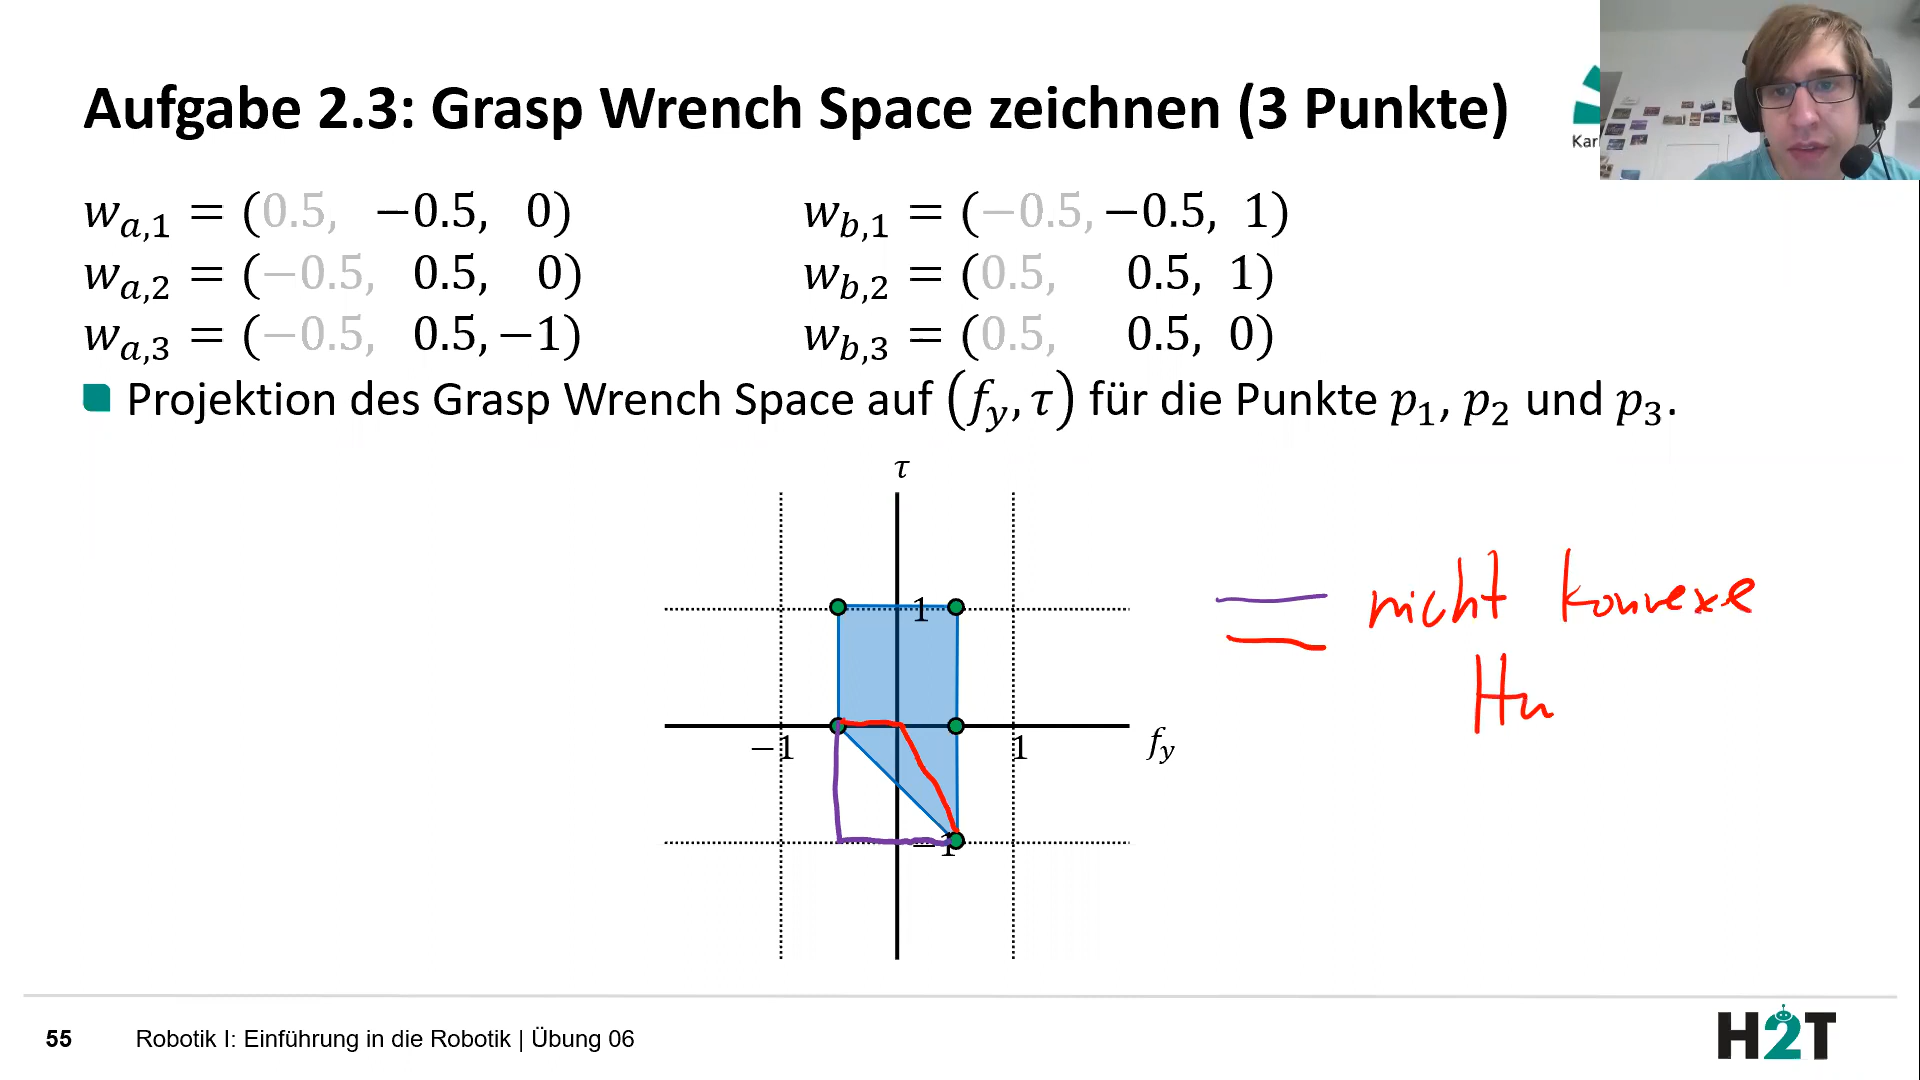 Aufgabe 2.3: Grasp Wrench Space zeichnen (3 Punkte)
Kar
w_{a,1} = (0.5, −0.5, 0)
w_{b,1} = (−0.5, −0.5, 1)
w_{a,2} = (−0.5, 0.5, 0)
w_{b,2} = (0.5, 0.5, 1)
w_{a,3} = (−0.5, 0.5, −1)
w_{b,3} = (0.5, 0.5, 0)
Projektion des Grasp Wrench Space auf (f_y, τ) für die Punkte p_1, p_2 und p_3.
τ
1
−1
1
f_y
−1
nicht konvexe
Hu
55
Robotik I: Einführung in die Robotik | Übung 06
H2T